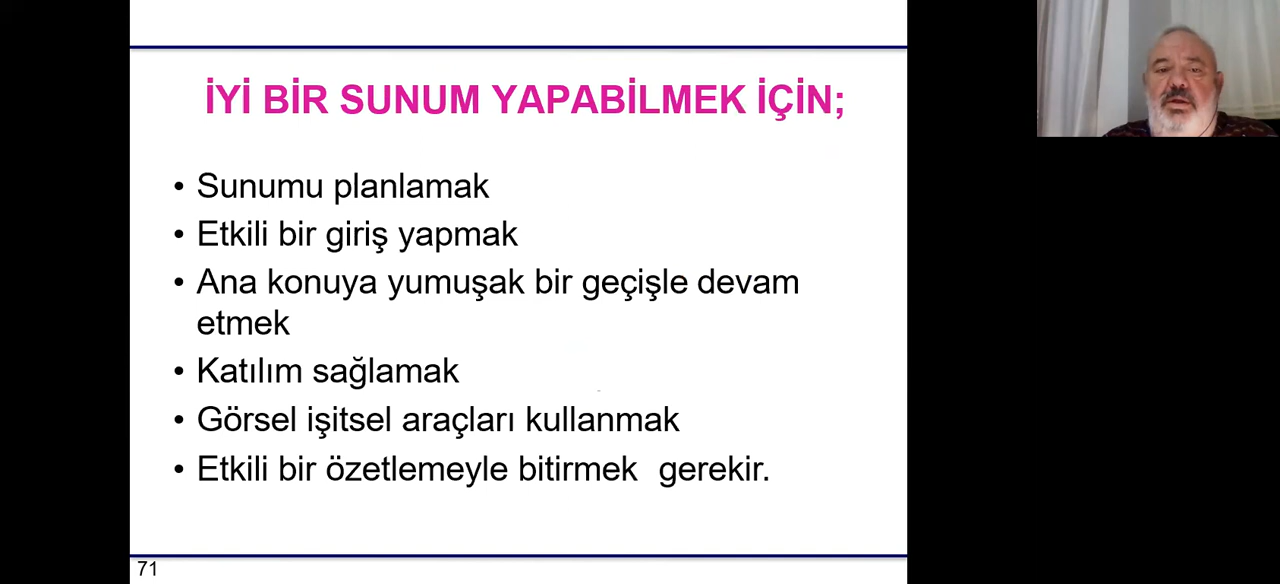 İYİ BİR SUNUM YAPABİLMEK İÇİN;
• Sunumu planlamak
• Etkili bir giriş yapmak
• Ana konuya yumuşak bir geçişle devam
etmek
• Katılım sağlamak
• Görsel işitsel araçları kullanmak
• Etkili bir özetlemeyle bitirmek gerekir.
71